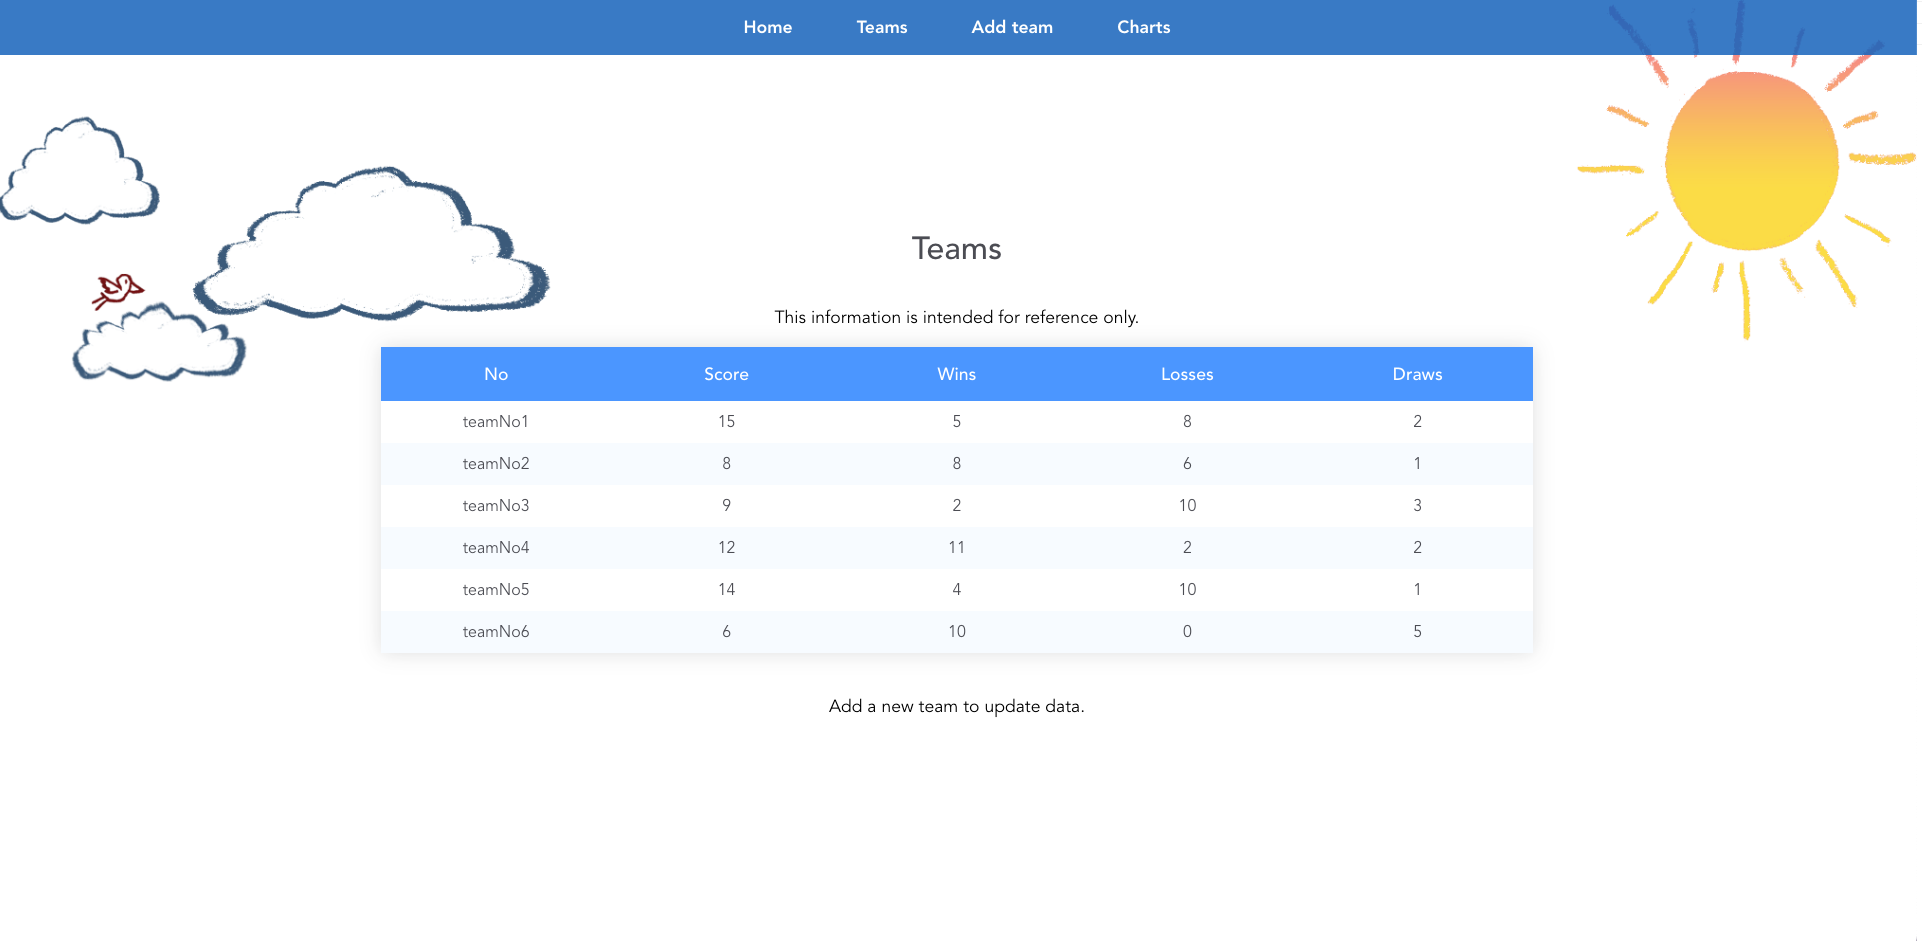 Home Teams Add team Charts
Teams
This information is intended for reference only.
No Score Wins Losses Draws
teamNo1 15 5 8 2
teamNo2 8 8 6 1
teamNo3 9 2 10 3
teamNo4 12 11 2 2
teamNo5 14 4 10 1
teamNo6 6 10 0 5
Add a new team to update data.